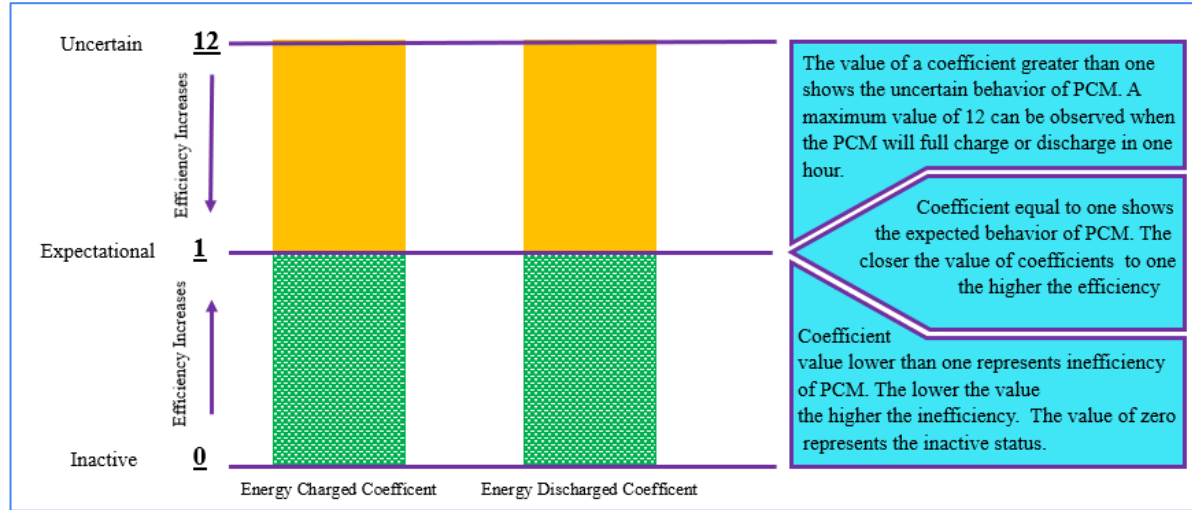 Uncertain
12
Efficiency Increases
Expectational
1
Efficiency Increases
Inactive
0
Energy Charged Coefficent
Energy Discharged Coefficent
The value of a coefficient greater than one
shows the uncertain behavior of PCM. A
maximum value of 12 can be observed when
the PCM will full charge or discharge in one
hour.
Coefficient equal to one shows
the expected behavior of PCM. The
closer the value of coefficients to one
the higher the efficiency
Coefficient
value lower than one represents inefficiency
of PCM. The lower the value
the higher the inefficiency. The value of zero
represents the inactive status.